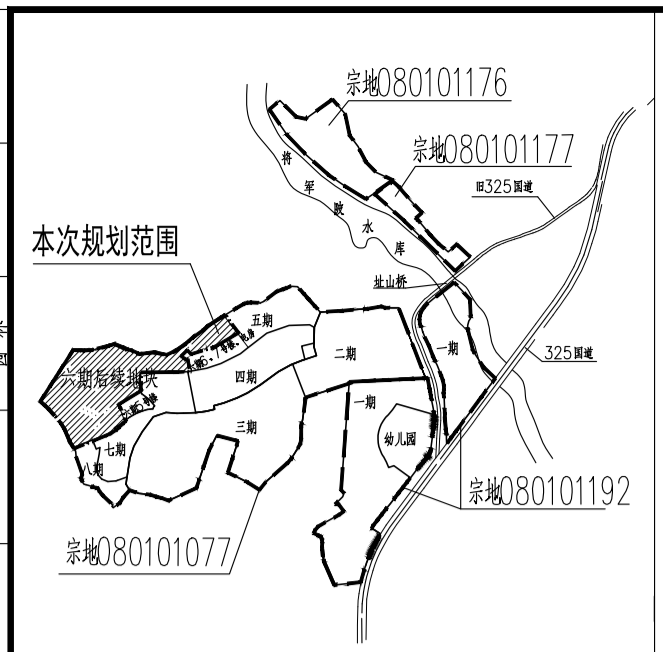 宗地080101176
宗地080101177
旧325国道
将军陂水库
本次规划范围
址山桥
五期
325国道
二期
一期
六期后续地块
四期
一期
三期
幼儿园
七期
八期
宗地080101192
宗地080101077